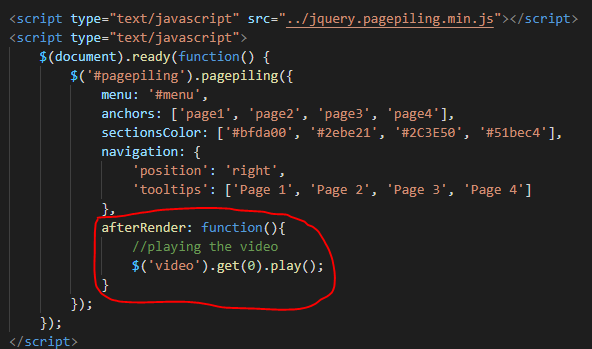 <script type="text/javascript" src="../jquery.pagepiling.min.js"></script>
<script type="text/javascript">
$(document).ready(function() {
$('#pagepiling').pagepiling({
menu: '#menu',
anchors: ['page1', 'page2', 'page3', 'page4'],
sectionsColor: ['#bfda00', '#2ebe21', '#2C3E50', '#51bec4'],
navigation: {
'position': 'right',
'tooltips': ['Page 1', 'Page 2', 'Page 3', 'Page 4']
},
afterRender: function(){
//playing the video
$('video').get(0).play();
}
});
});
</script>